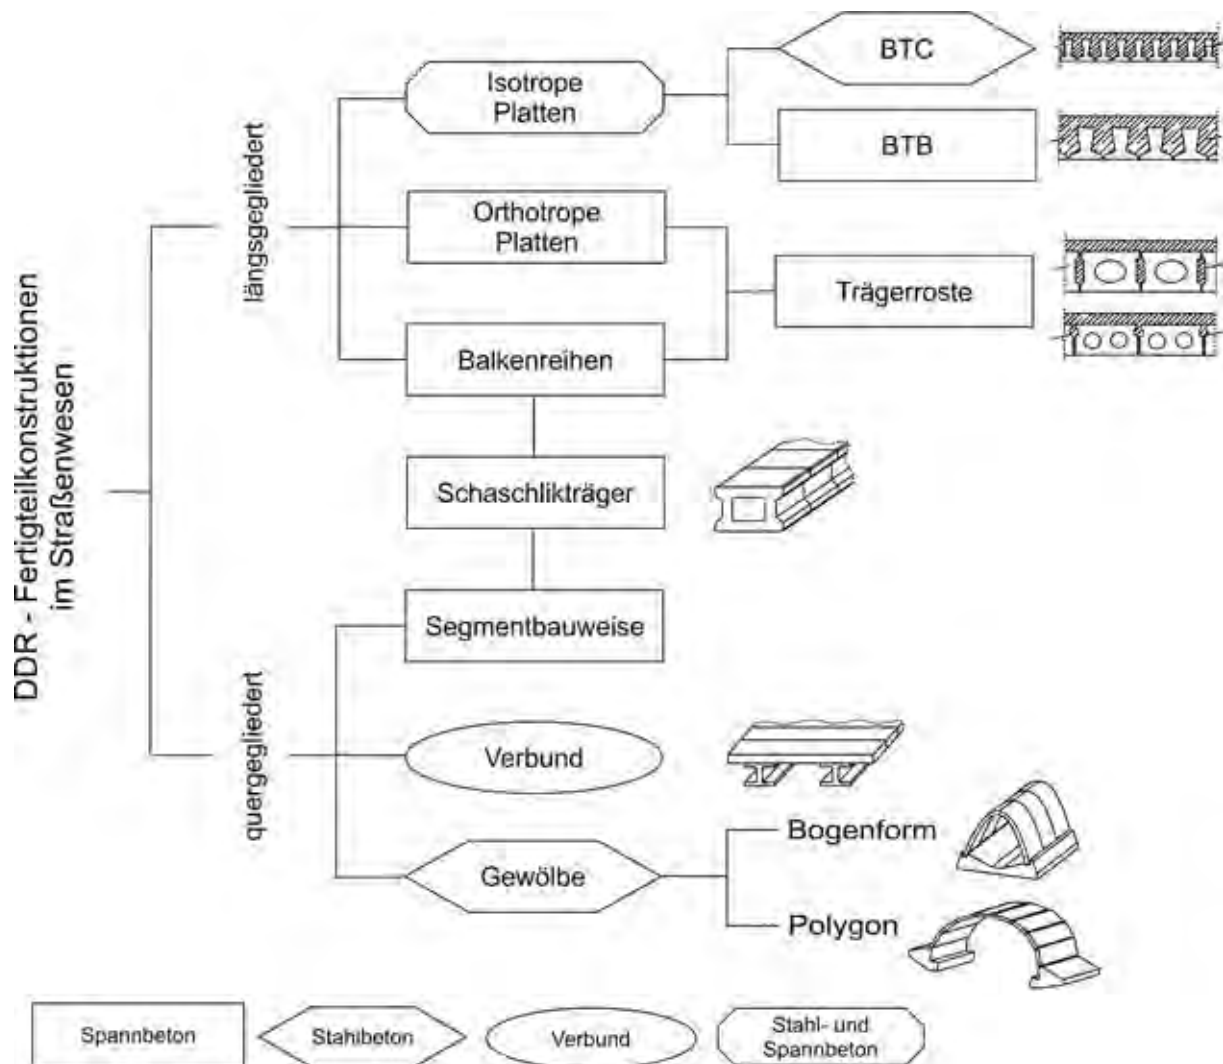 DDR - Fertigteilkonstruktionen
im Straßenwesen
längsgegliedert
Isotrope
Platten
BTC
BTB
Orthotrope
Platten
Trägerroste
Balkenreihen
Schaschlikträger
quergegliedert
Segmentbauweise
Verbund
Gewölbe
Bogenform
Polygon
Spannbeton
Stahlbeton
Verbund
Stahl- und
Spannbeton